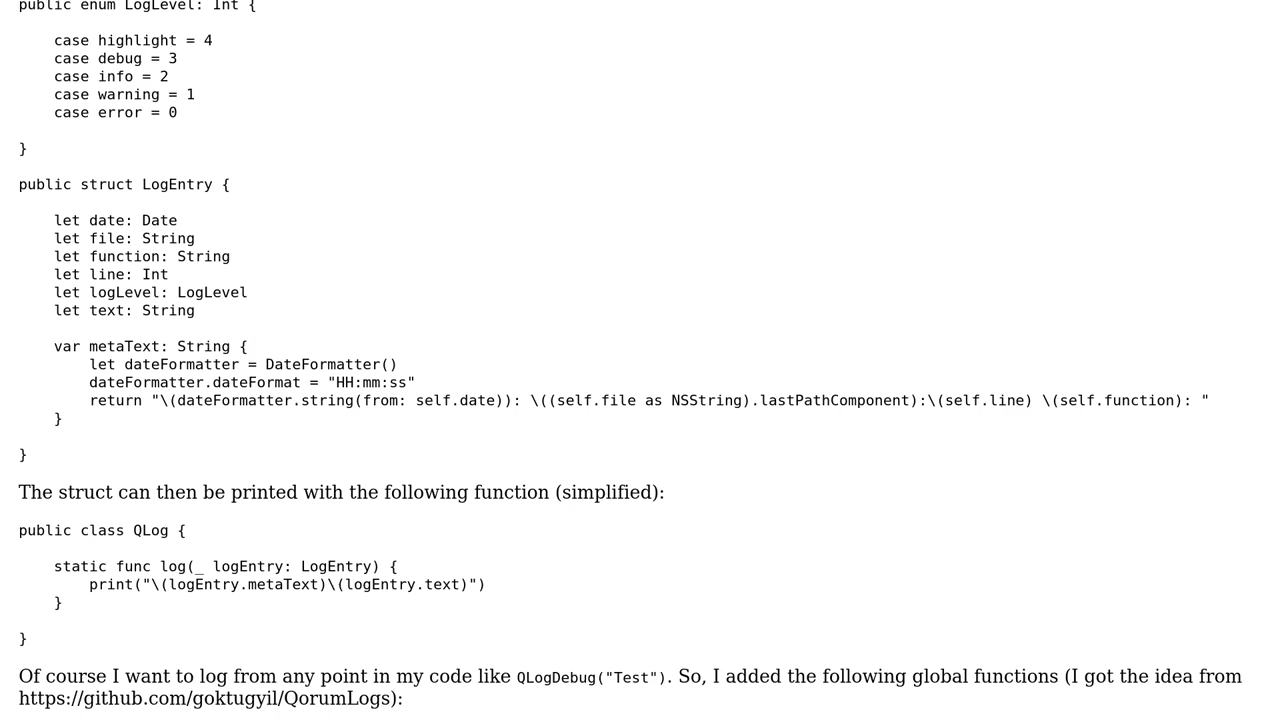 public enum LogLevel: Int {
case highlight = 4
case debug = 3
case info = 2
case warning = 1
case error = 0
}
public struct LogEntry {
let date: Date
let file: String
let function: String
let line: Int
let logLevel: LogLevel
let text: String
var metaText: String {
let dateFormatter = DateFormatter()
dateFormatter.dateFormat = "HH:mm:ss"
return "\(dateFormatter.string(from: self.date)): \((self.file as NSString).lastPathComponent):\(self.line) \(self.function): "
}
}
The struct can then be printed with the following function (simplified):
public class QLog {
static func log(_ logEntry: LogEntry) {
print("\(logEntry.metaText)\(logEntry.text)")
}
}
Of course I want to log from any point in my code like QLogDebug("Test"). So, I added the following global functions (I got the idea from
https://github.com/goktugyil/QorumLogs):